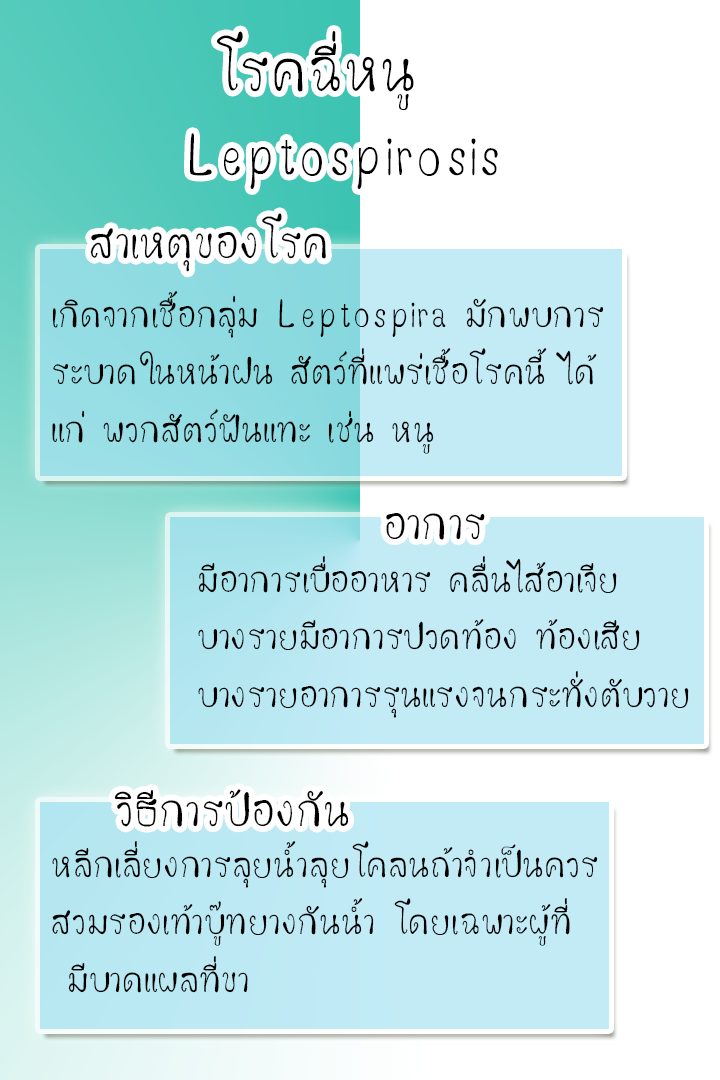 โรคฉี่หนู
Leptospirosis
สาเหตุของโรค
เกิดจากเชื้อกลุ่ม Leptospira มักพบการ
ระบาดในหน้าฝน สัตว์ที่แพร่เชื้อโรคนี้ ได้
แก่ พวกสัตว์ฟันแทะ เช่น หนู
อาการ
มีอาการเบื่ออาหาร คลื่นไส้อาเจีย
บางรายมีอาการปวดท้อง ท้องเสีย
บางรายอาการรุนแรงจนกระทั่งตับวาย
วิธีการป้องกัน
หลีกเลี่ยงการลุยน้ำลุยโคลนถ้าจำเป็นควร
สวมรองเท้าบู๊ทยางกันน้ำ โดยเฉพาะผู้ที่
มีบาดแผลที่ขา